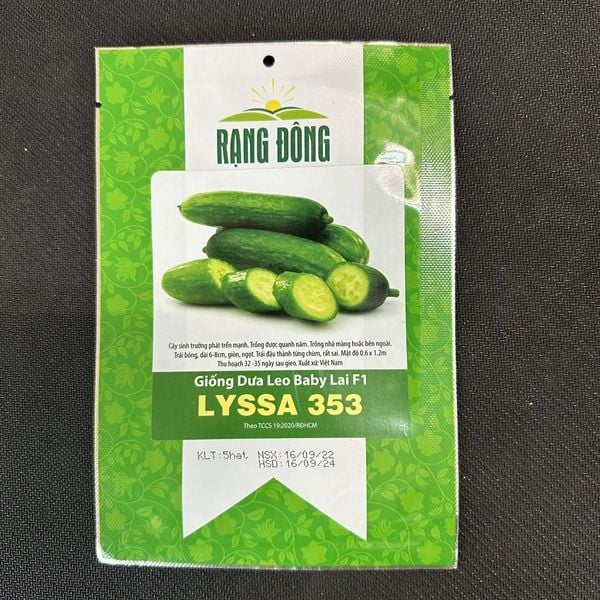 RẠNG ĐÔNG
Cây sinh trưởng phát triển mạnh. Trồng được quanh năm. Trồng nhà màng hoặc bên ngoài.
Trái bóng, dài 6-8cm, giòn, ngọt. Trái đậu thành từng chùm, rất sai. Mật độ 0.6 x 1.2m
Thu hoạch 32 -35 ngày sau gieo. Xuất xứ: Việt Nam
Giống Dưa Leo Baby Lai F1
LYSSA 353
Theo TCCS 19:2020/RĐHCM
KLT:5hat NSX:16/09/22
HSD:16/09/24